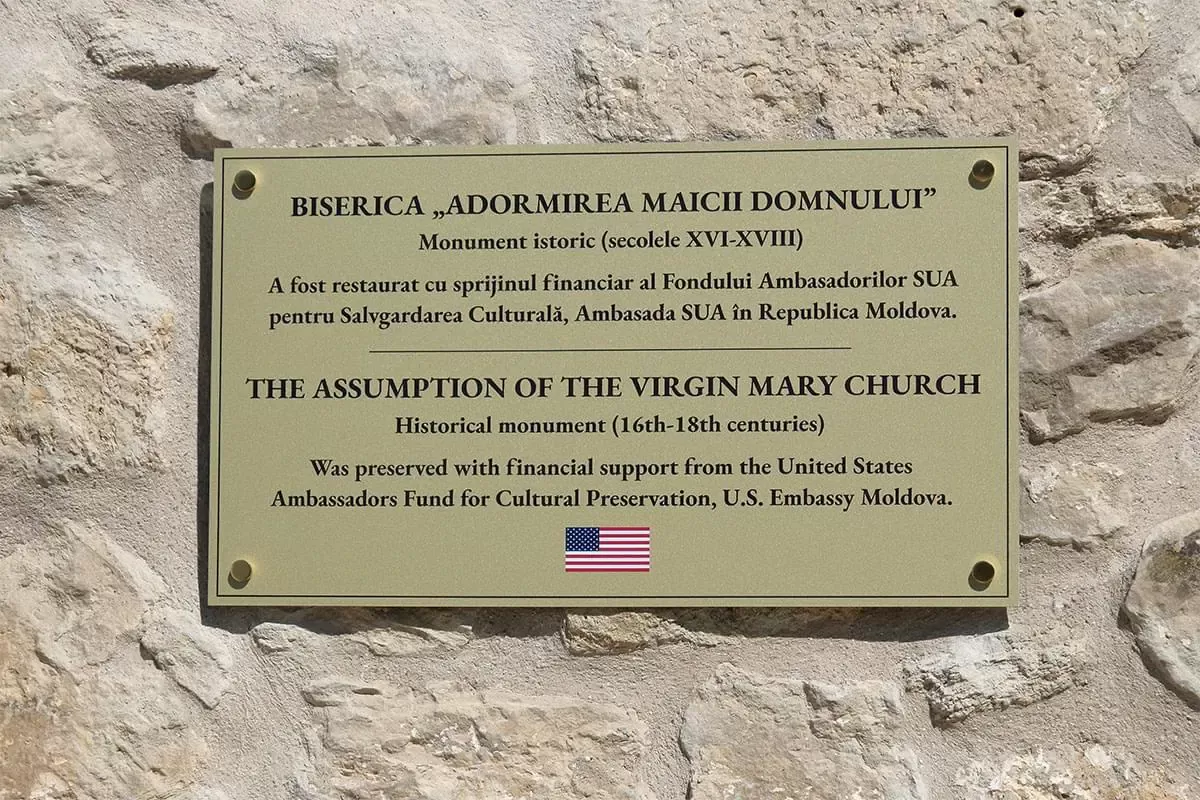 BISERICA „ADORMIREA MAICII DOMNULUI”
Monument istoric (secolele XVI-XVIII)
A fost restaurat cu sprijinul financiar al Fondului Ambasadorilor SUA
pentru Salvgardarea Culturală, Ambasada SUA în Republica Moldova.
THE ASSUMPTION OF THE VIRGIN MARY CHURCH
Historical monument (16th-18th centuries)
Was preserved with financial support from the United States
Ambassadors Fund for Cultural Preservation, U.S. Embassy Moldova.